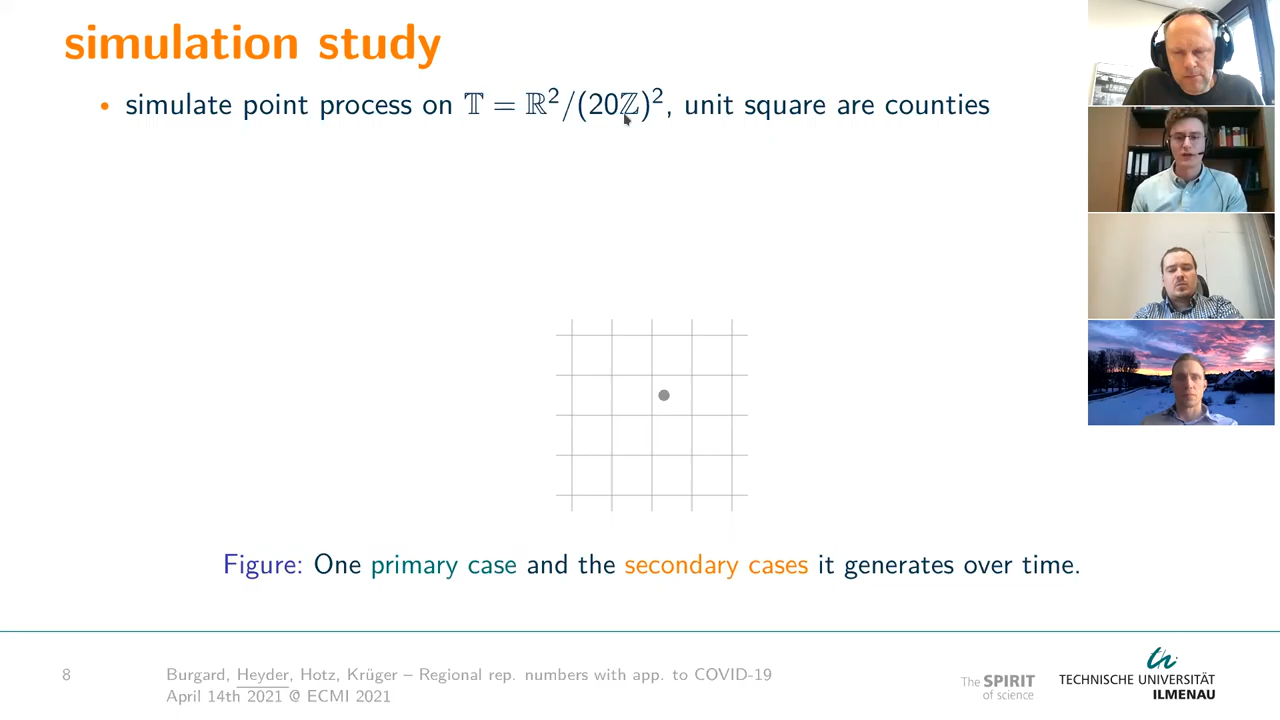 simulation study
• simulate point process on 𝕋 = ℝ²/(20ℤ)², unit square are counties
Figure: One primary case and the secondary cases it generates over time.
8
Burgard, Heyder, Hotz, Krüger – Regional rep. numbers with app. to COVID-19
April 14th 2021 @ ECMI 2021
The SPIRIT
of science
th
TECHNISCHE UNIVERSITÄT
ILMENAU